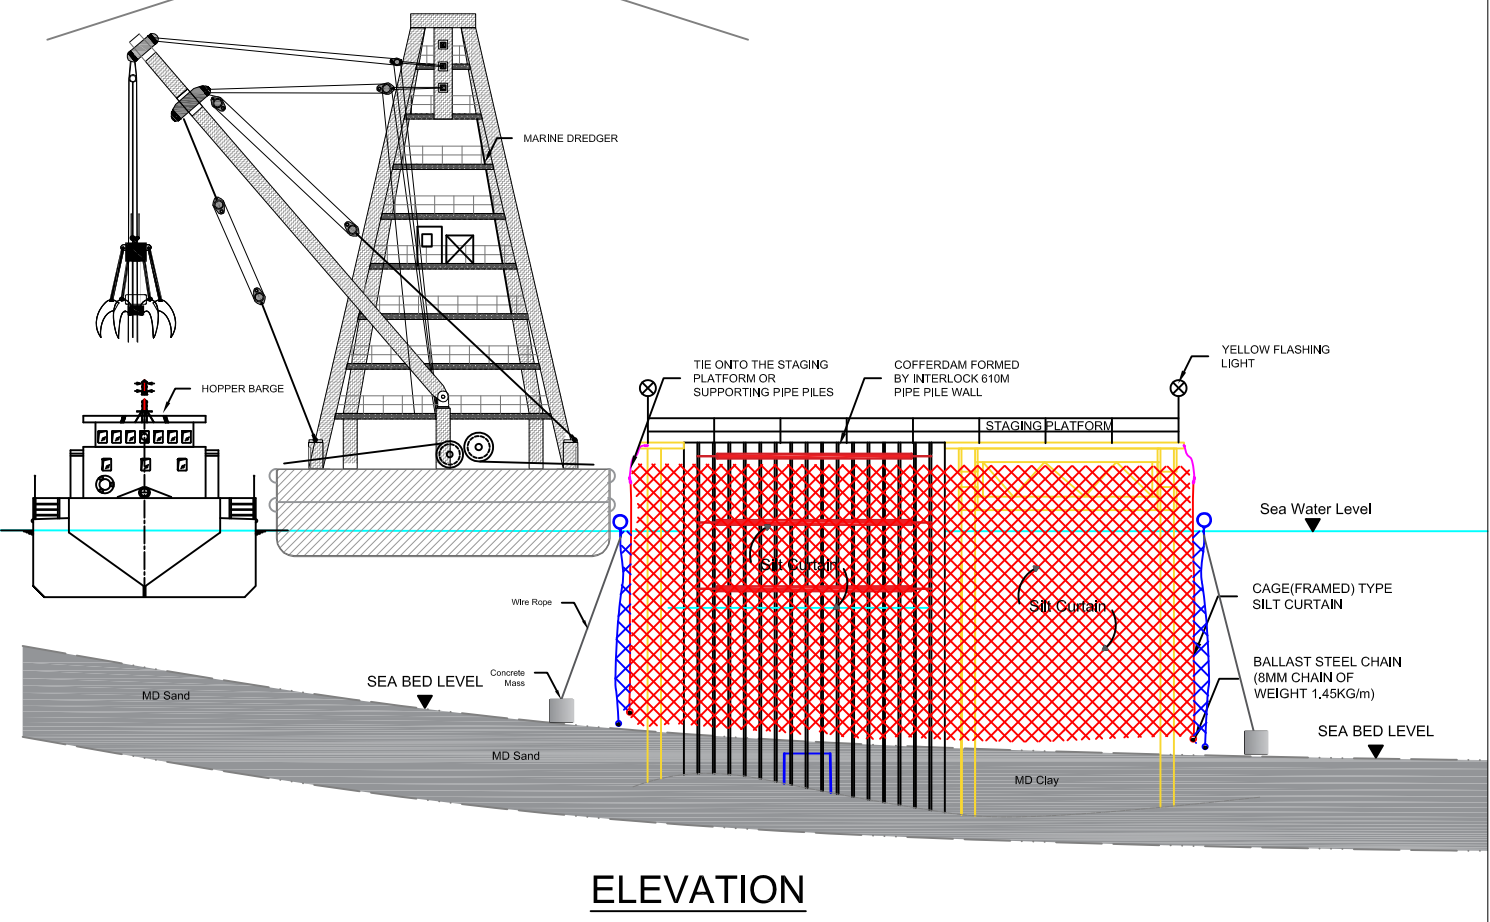 MARINE DREDGER
HOPPER BARGE
TIE ONTO THE STAGING
PLATFORM OR
SUPPORTING PIPE PILES
COFFERDAM FORMED
BY INTERLOCK 610M
PIPE PILE WALL
YELLOW FLASHING
LIGHT
STAGING PLATFORM
Sea Water Level
Silt Curtain
Silt Curtain
CAGE(FRAMED) TYPE
SILT CURTAIN
Wire Rope
BALLAST STEEL CHAIN
(8MM CHAIN OF
WEIGHT 1.45KG/m)
Concrete
Mass
SEA BED LEVEL
MD Sand
SEA BED LEVEL
MD Sand
MD Clay
ELEVATION